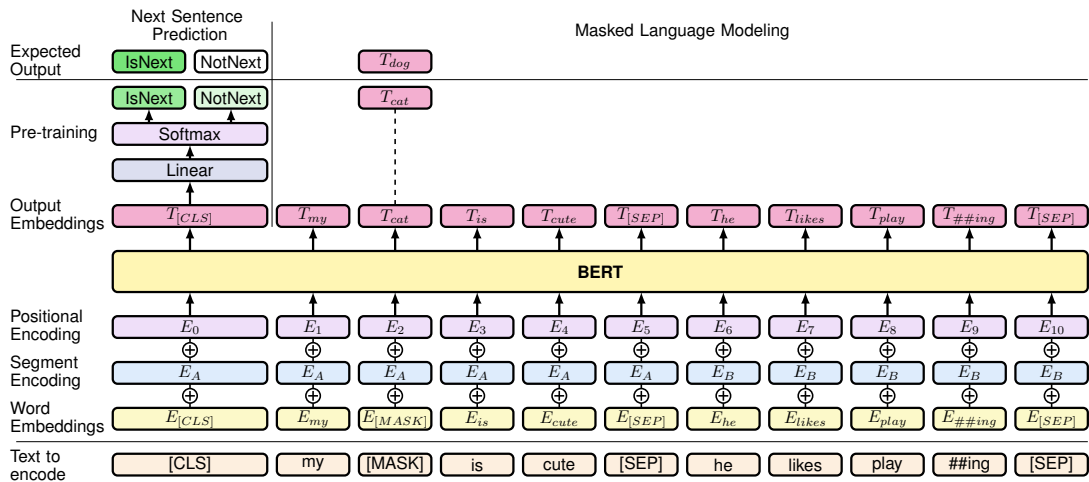 Next Sentence
Prediction
Masked Language Modeling
Expected
Output
IsNext NotNext T_dog
IsNext NotNext T_cat
Pre-training Softmax
Linear
Output
Embeddings
T_[CLS] T_my T_cat T_is T_cute T_[SEP] T_he T_likes T_play T_##ing T_[SEP]
BERT
Positional
Encoding
E_0 E_1 E_2 E_3 E_4 E_5 E_6 E_7 E_8 E_9 E_10
Segment
Encoding
E_A E_A E_A E_A E_A E_A E_B E_B E_B E_B E_B
Word
Embeddings
E_[CLS] E_my E_[MASK] E_is E_cute E_[SEP] E_he E_likes E_play E_##ing E_[SEP]
Text to
encode
[CLS] my [MASK] is cute [SEP] he likes play ##ing [SEP]